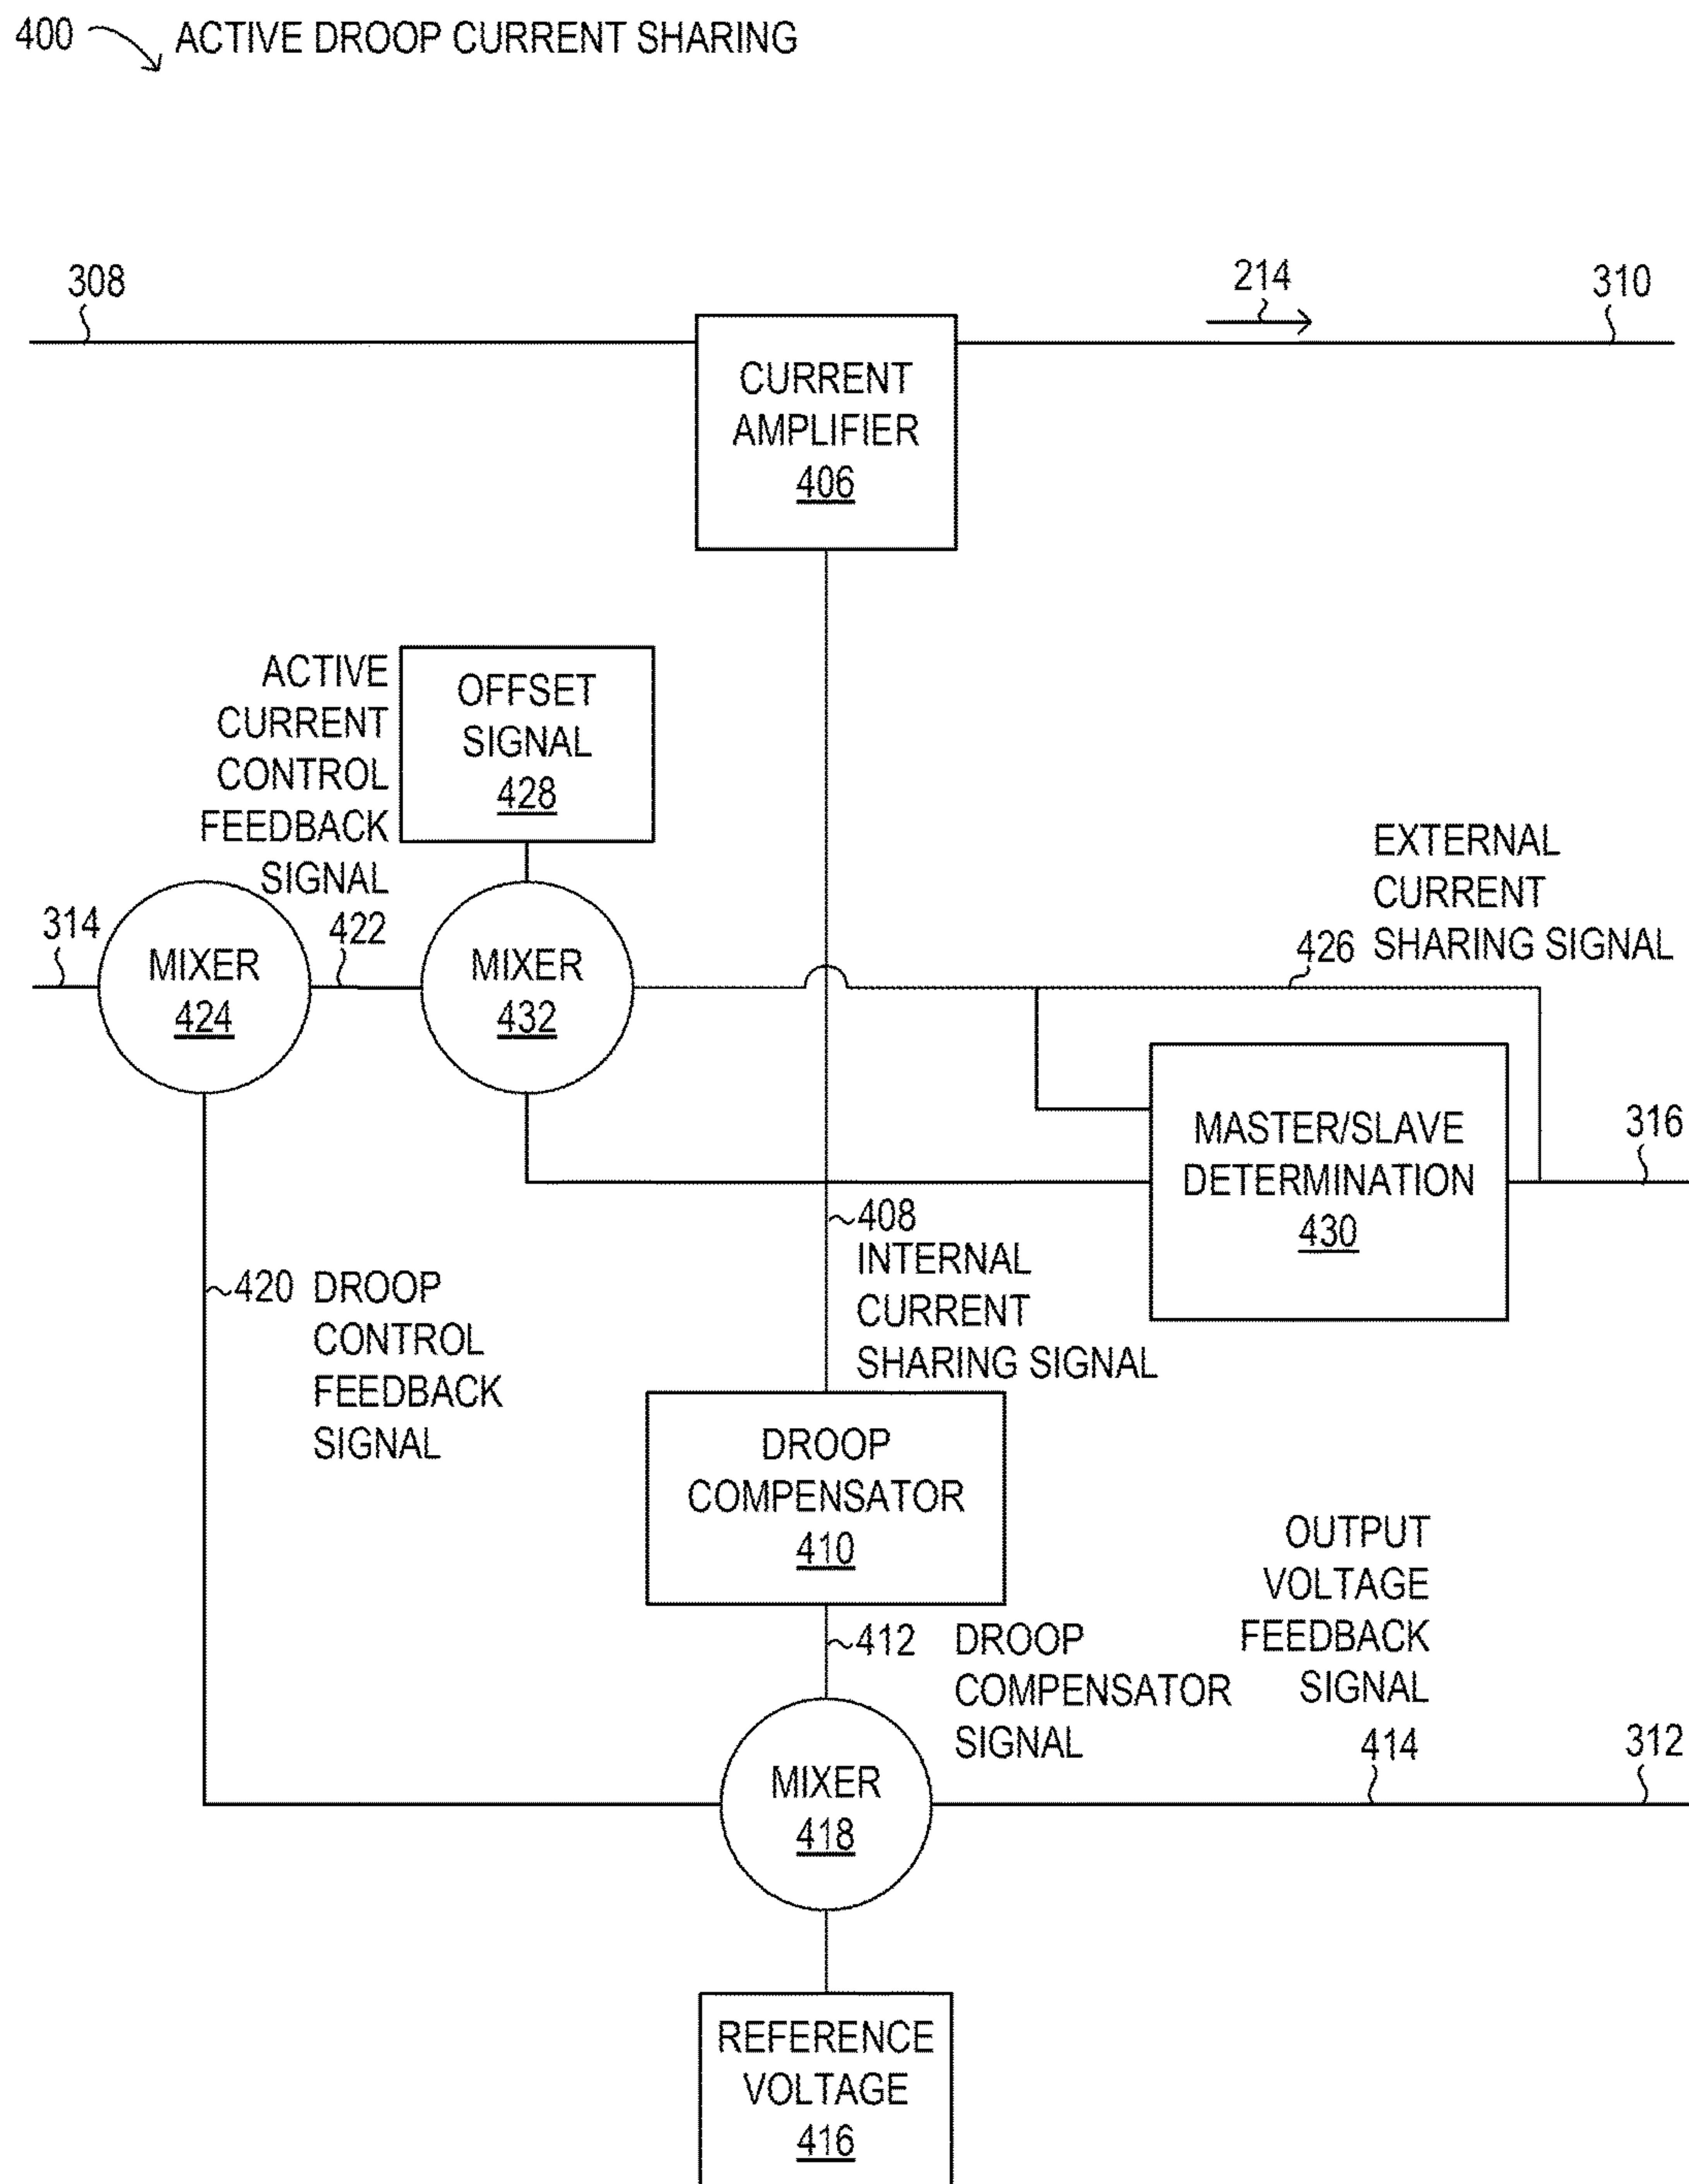 400 ACTIVE DROOP CURRENT SHARING
308
214
310
CURRENT
AMPLIFIER
406
ACTIVE
CURRENT
CONTROL
FEEDBACK
SIGNAL
422
OFFSET
SIGNAL
428
EXTERNAL
CURRENT
SHARING SIGNAL
426
314
MIXER
424
MIXER
432
MASTER/SLAVE
DETERMINATION
430
316
408
INTERNAL
CURRENT
SHARING SIGNAL
420 DROOP
CONTROL
FEEDBACK
SIGNAL
DROOP
COMPENSATOR
410
OUTPUT
VOLTAGE
FEEDBACK
SIGNAL
414
412 DROOP
COMPENSATOR
SIGNAL
312
MIXER
418
REFERENCE
VOLTAGE
416